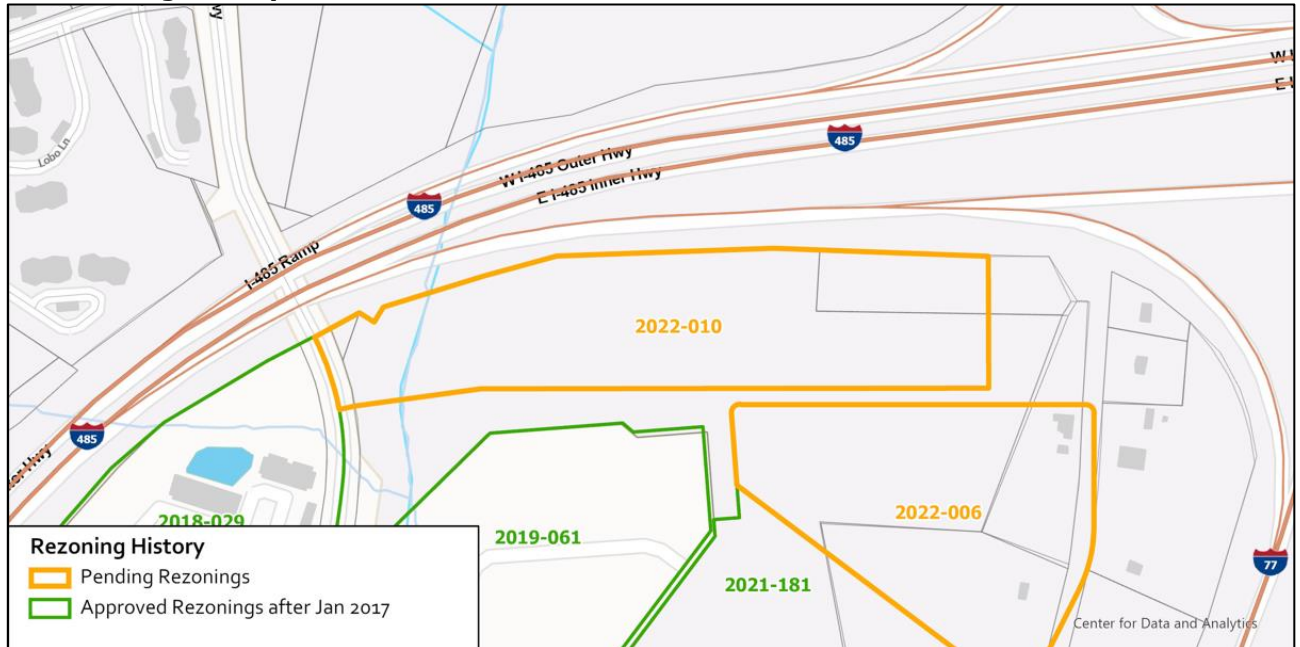 W I-485 Outer Hwy
E I-485 Inner Hwy
485
485
Lobo Ln
I-485 Ramp
2022-010
485
2018-029
2019-061
2022-006
2021-181
77
Rezoning History
Pending Rezonings
Approved Rezonings after Jan 2017
Center for Data and Analytics